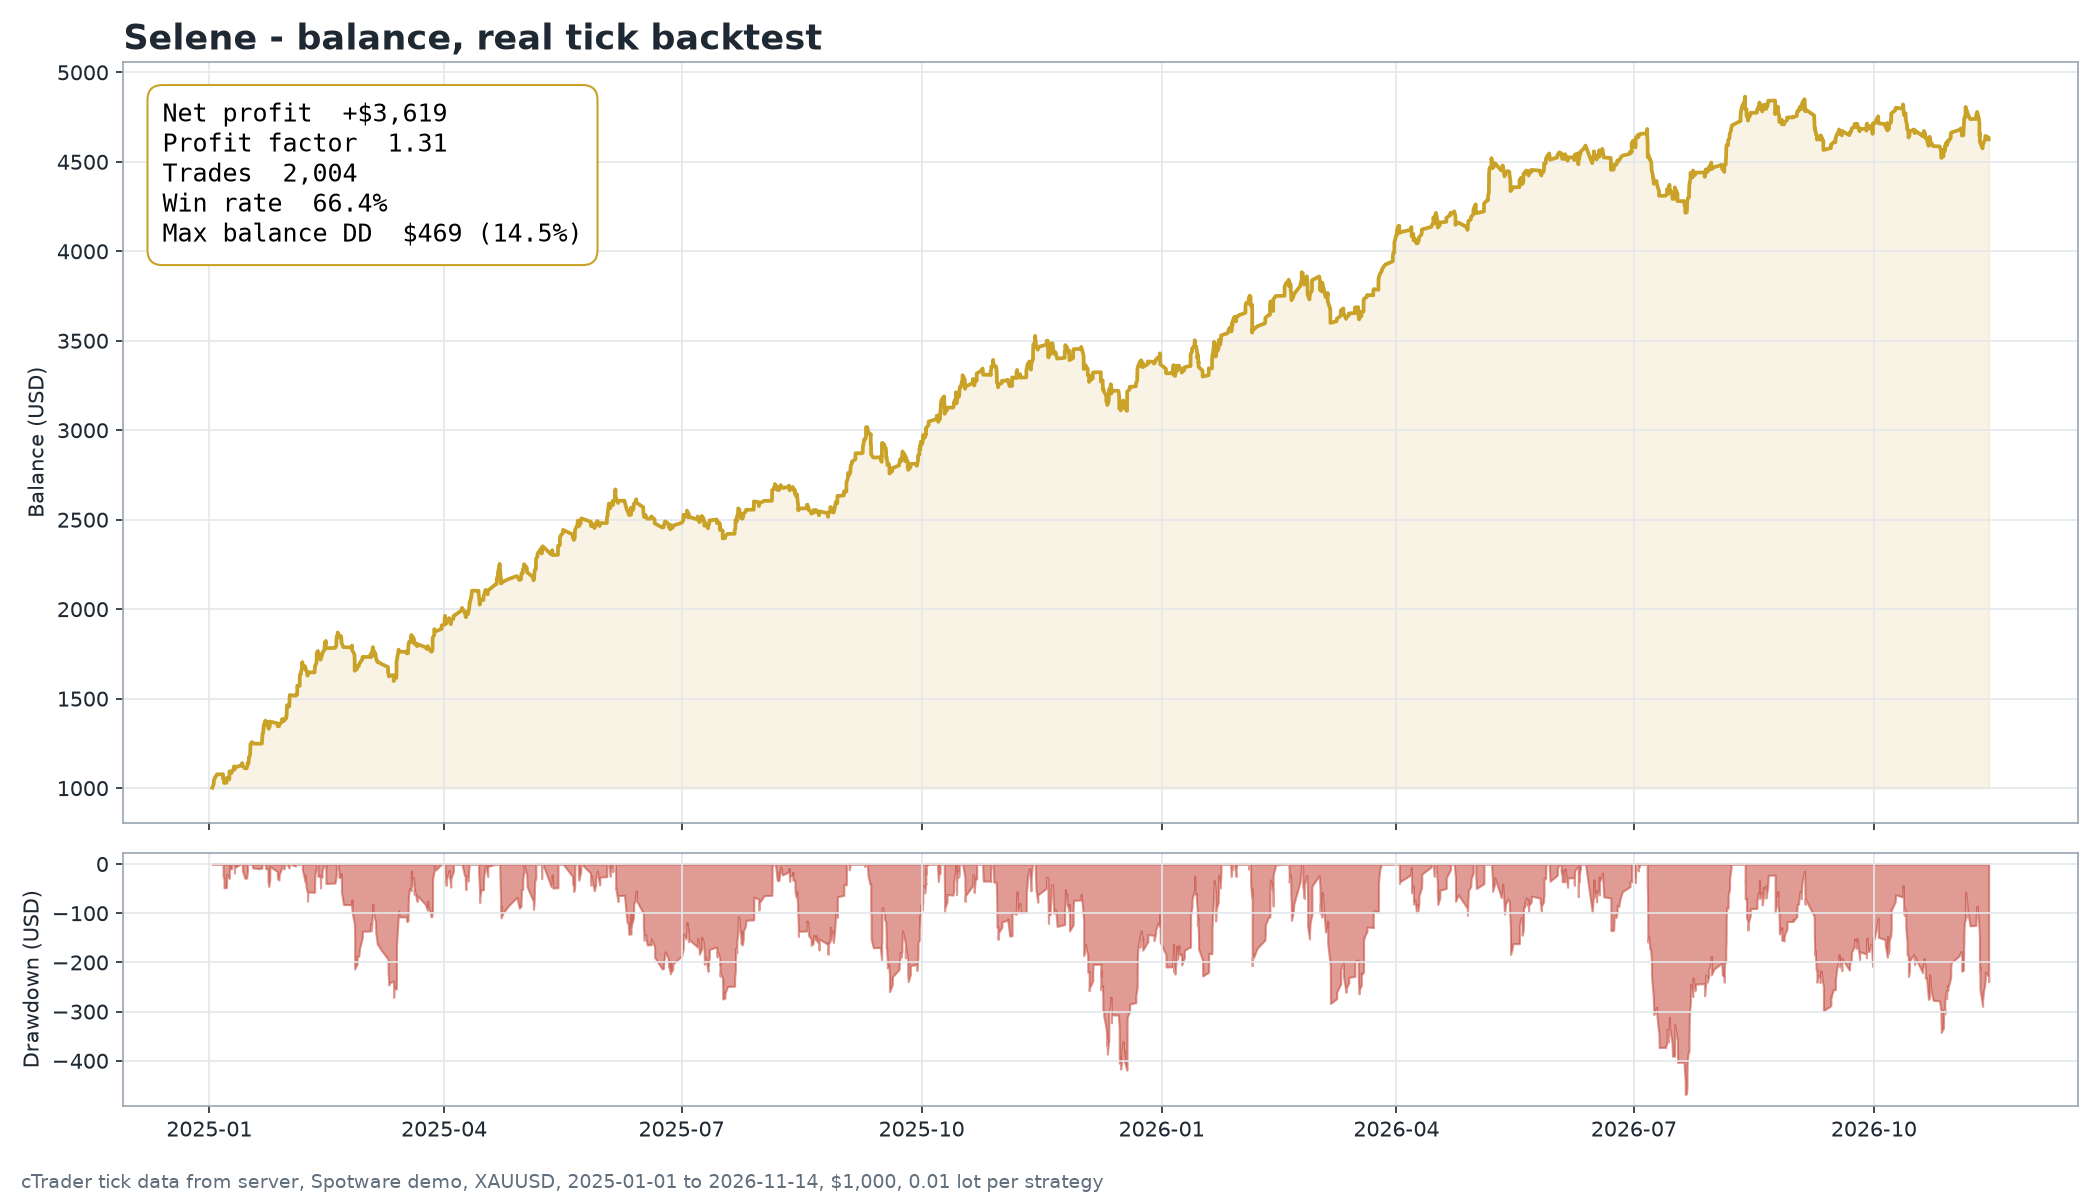 Selene - balance, real tick backtest
5000
4500
4000
3500
3000
2500
2000
1500
1000
Balance (USD)
Net profit  +$3,619
Profit factor  1.31
Trades  2,004
Win rate  66.4%
Max balance DD  $469 (14.5%)
0
−100
−200
−300
−400
Drawdown (USD)
2025-01
2025-04
2025-07
2025-10
2026-01
2026-04
2026-07
2026-10
cTrader tick data from server, Spotware demo, XAUUSD, 2025-01-01 to 2026-11-14, $1,000, 0.01 lot per strategy